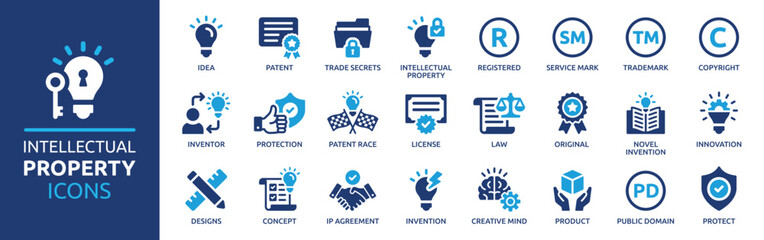 INTELLECTUAL
PROPERTY
ICONS
IDEA
PATENT
TRADE SECRETS
INTELLECTUAL
PROPERTY
R
REGISTERED
SM
SERVICE MARK
TM
TRADEMARK
C
COPYRIGHT
INVENTOR
PROTECTION
PATENT RACE
LICENSE
LAW
ORIGINAL
NOVEL
INVENTION
INNOVATION
DESIGNS
CONCEPT
IP AGREEMENT
INVENTION
CREATIVE MIND
PRODUCT
PD
PUBLIC DOMAIN
PROTECT